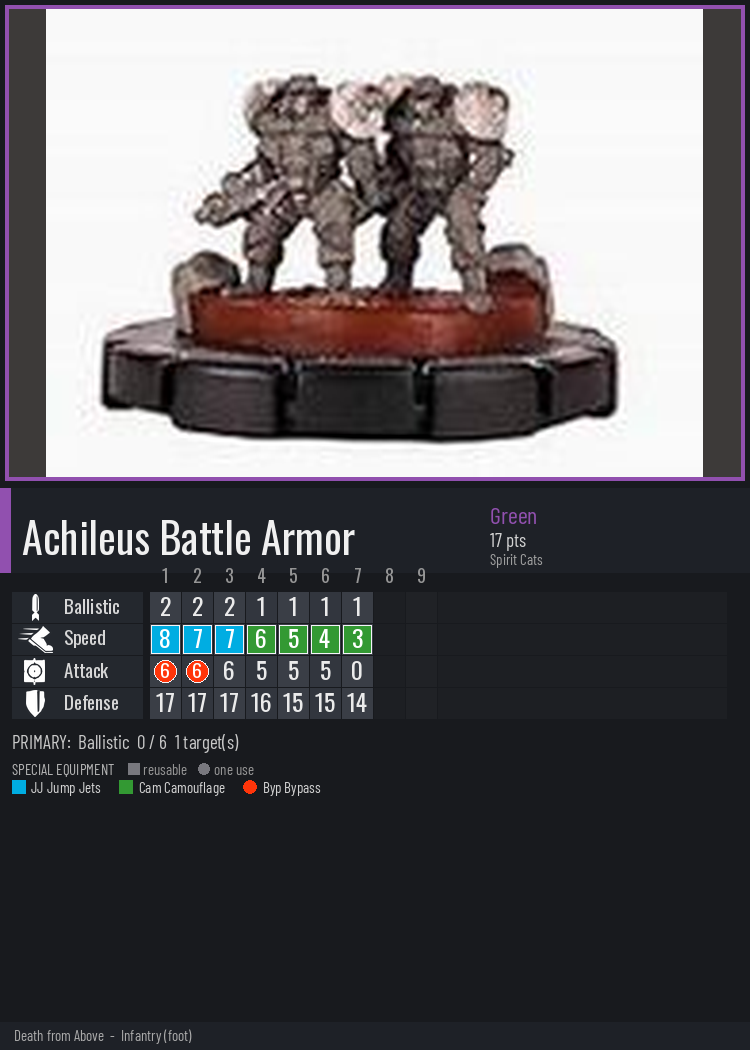 Achileus Battle Armor
Green
17 pts
Spirit Cats
1 2 3 4 5 6 7 8 9
Ballistic 2 2 2 1 1 1 1
Speed 8 7 7 6 5 4 3
Attack 6 6 6 5 5 5 0
Defense 17 17 17 16 15 15 14
PRIMARY: Ballistic 0 / 6 1 target(s)
SPECIAL EQUIPMENT reusable one use
JJ Jump Jets Cam Camouflage Byp Bypass
Death from Above - Infantry (foot)